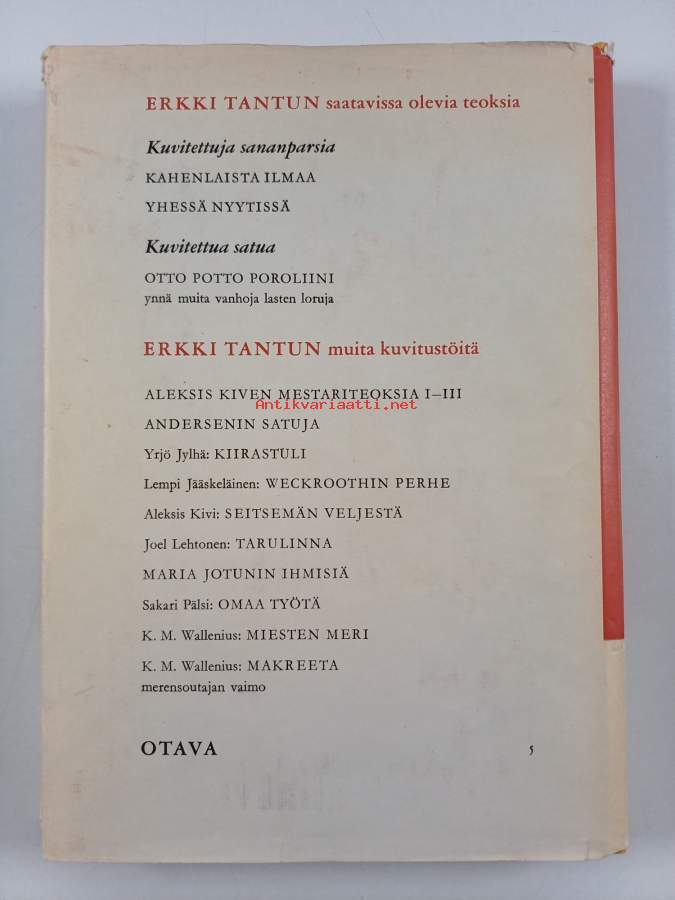 ERKKI TANTUN saatavissa olevia teoksia
Kuvitettuja sananparsia
KAHENLAISTA ILMAA
YHESSÄ NYYTISSÄ
Kuvitettua satua
OTTO POTTO POROLIINI
ynnä muita vanhoja lasten loruja
ERKKI TANTUN muita kuvitustöitä
ALEKSIS KIVEN MESTARITEOKSIA I–III
Antikvariaatti.net
ANDERSENIN SATUJA
Yrjö Jylhä: KIIRASTULI
Lempi Jääskeläinen: WECKROOTHIN PERHE
Aleksis Kivi: SEITSEMÄN VELJESTÄ
Joel Lehtonen: TARULINNA
MARIA JOTUNIN IHMISIÄ
Sakari Pälsi: OMAA TYÖTÄ
K. M. Wallenius: MIESTEN MERI
K. M. Wallenius: MAKREETA
merensoutajan vaimo
OTAVA 5